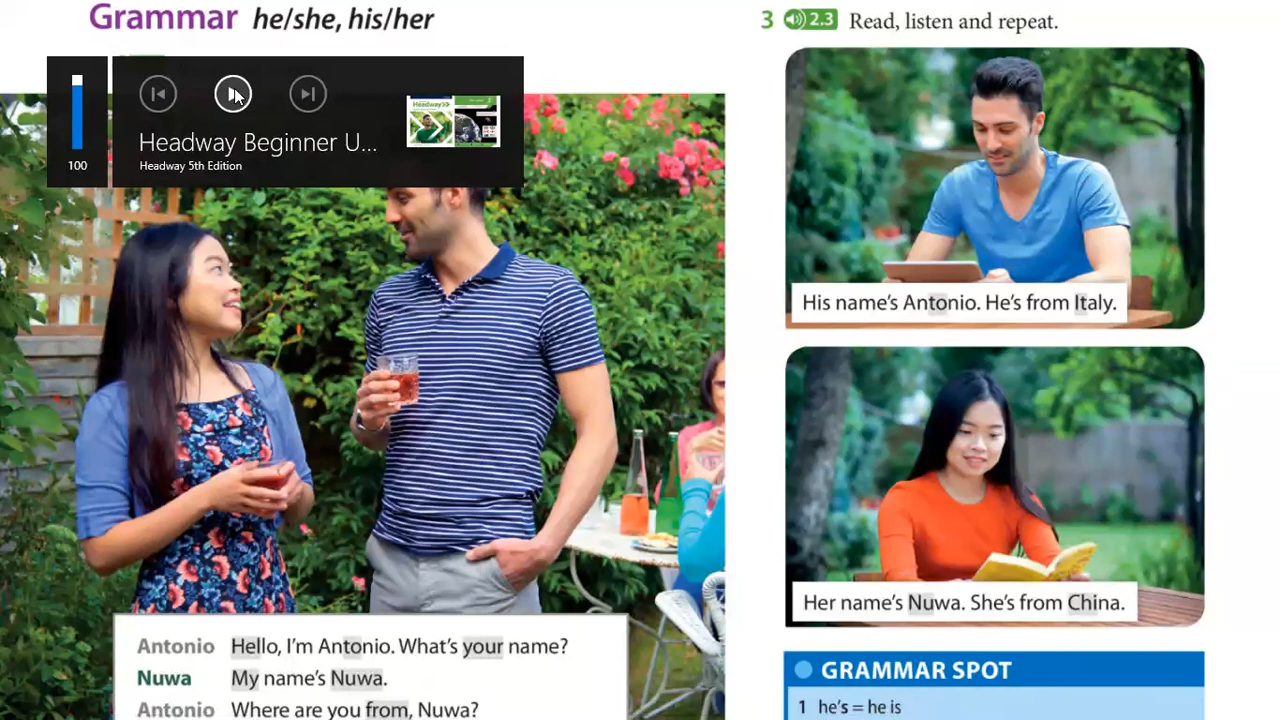 Grammar he/she, his/her
100
Headway Beginner U...
Headway 5th Edition
Antonio Hello, I'm Antonio. What's your name?
Nuwa My name's Nuwa.
Antonio Where are you from, Nuwa?
3 2.3 Read, listen and repeat.
His name's Antonio. He's from Italy.
Her name's Nuwa. She's from China.
GRAMMAR SPOT
1 he's = he is